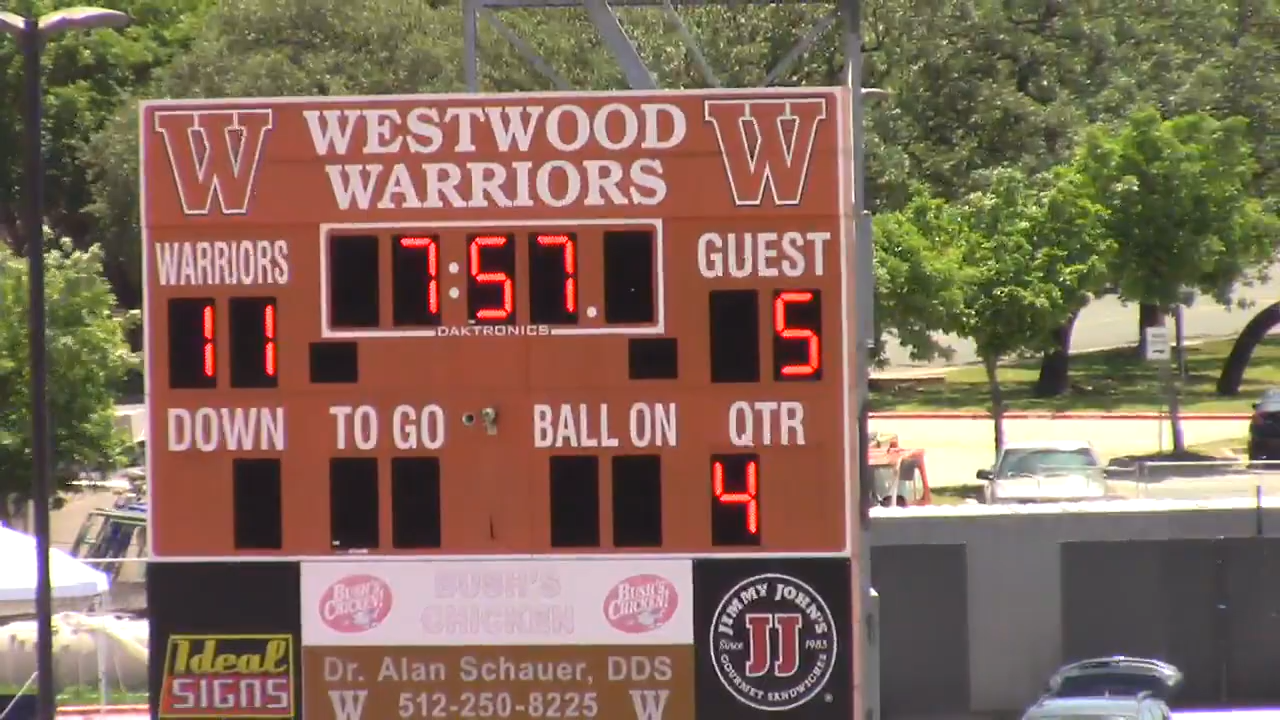 W WESTWOOD W
WARRIORS
WARRIORS 7:57. GUEST
DAKTRONICS
11 5
DOWN TO GO BALL ON QTR
4
BUSH'S CHICKEN! BUSH'S CHICKEN BUSH'S CHICKEN!
JIMMY JOHN'S
Since JJ 1983
GOURMET SANDWICHES
Ideal
SIGNS
Dr. Alan Schauer, DDS
W 512-250-8225 W